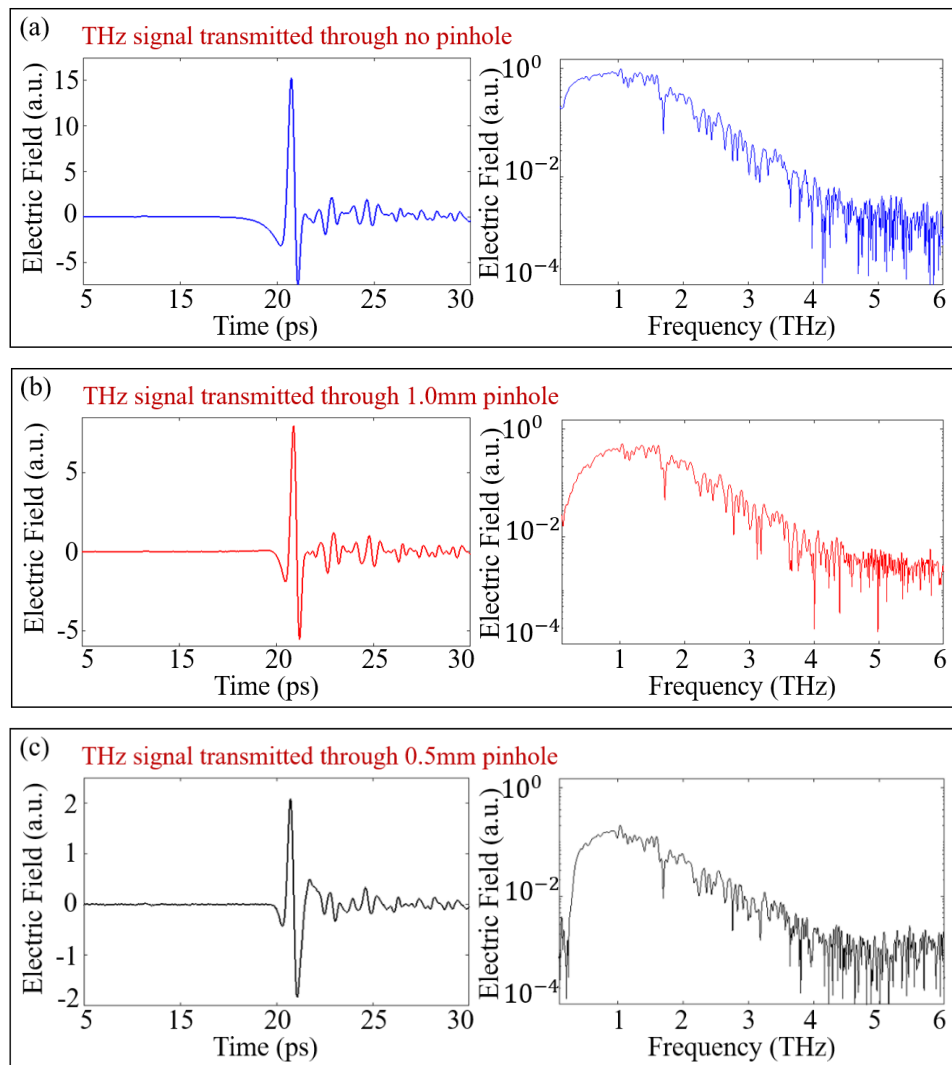 (a)
THz signal transmitted through no pinhole
Electric Field (a.u.)
15
10
5
0
-5
5 10 15 20 25 30
Time (ps)
Electric Field (a.u.)
10⁰
10⁻²
10⁻⁴
1 2 3 4 5 6
Frequency (THz)
(b)
THz signal transmitted through 1.0mm pinhole
Electric Field (a.u.)
5
0
-5
5 10 15 20 25 30
Time (ps)
Electric Field (a.u.)
10⁰
10⁻²
10⁻⁴
1 2 3 4 5 6
Frequency (THz)
(c)
THz signal transmitted through 0.5mm pinhole
Electric Field (a.u.)
2
1
0
-1
-2
5 15 20 25 30
Time (ps)
Electric Field (a.u.)
10⁰
10⁻²
10⁻⁴
1 2 3 4 5 6
Frequency (THz)